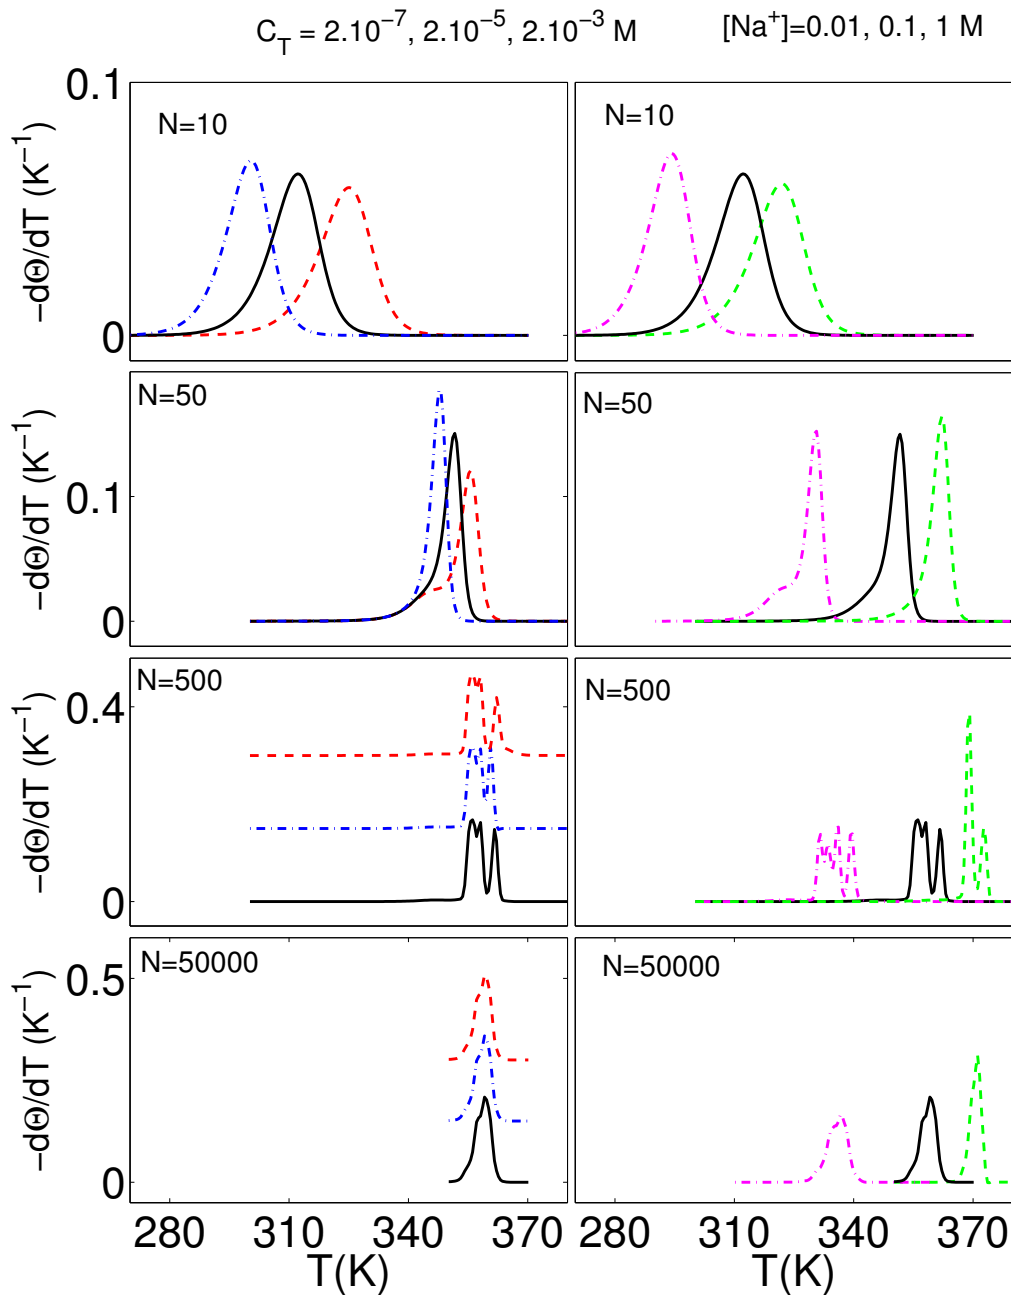 C_T = 2.10⁻⁷, 2.10⁻⁵, 2.10⁻³ M [Na⁺]=0.01, 0.1, 1 M
0.1
N=10 N=10
−dΘ/dT (K⁻¹)
0
N=50 N=50
−dΘ/dT (K⁻¹)
0.1
0
N=500 N=500
−dΘ/dT (K⁻¹)
0.4
0
N=50000 N=50000
−dΘ/dT (K⁻¹)
0.5
0
280 310 340 370 280 310 340 370
T(K) T(K)